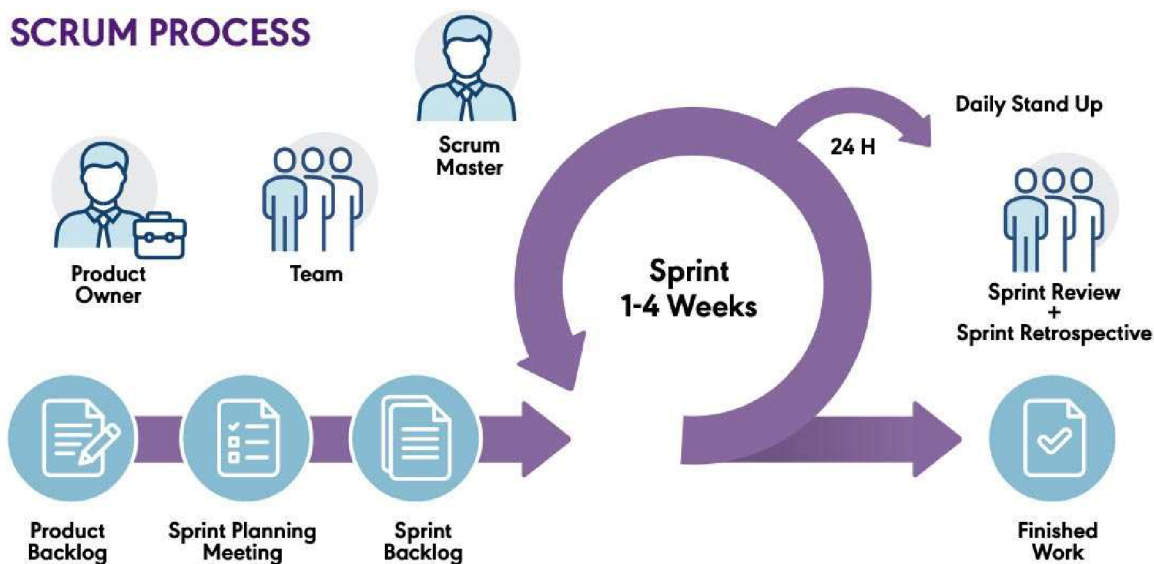 SCRUM PROCESS
Scrum
Master
Product
Owner
Team
Daily Stand Up
24 H
Sprint
1-4 Weeks
Sprint Review
+
Sprint Retrospective
Product
Backlog
Sprint Planning
Meeting
Sprint
Backlog
Finished
Work